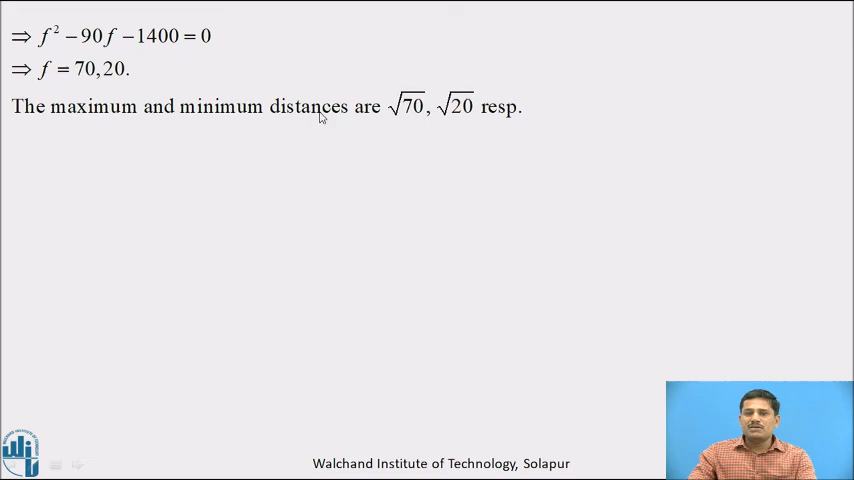 ⇒ f² − 90f − 1400 = 0
⇒ f = 70, 20.
The maximum and minimum distances are √70, √20 resp.
Walchand Institute of Technology, Solapur